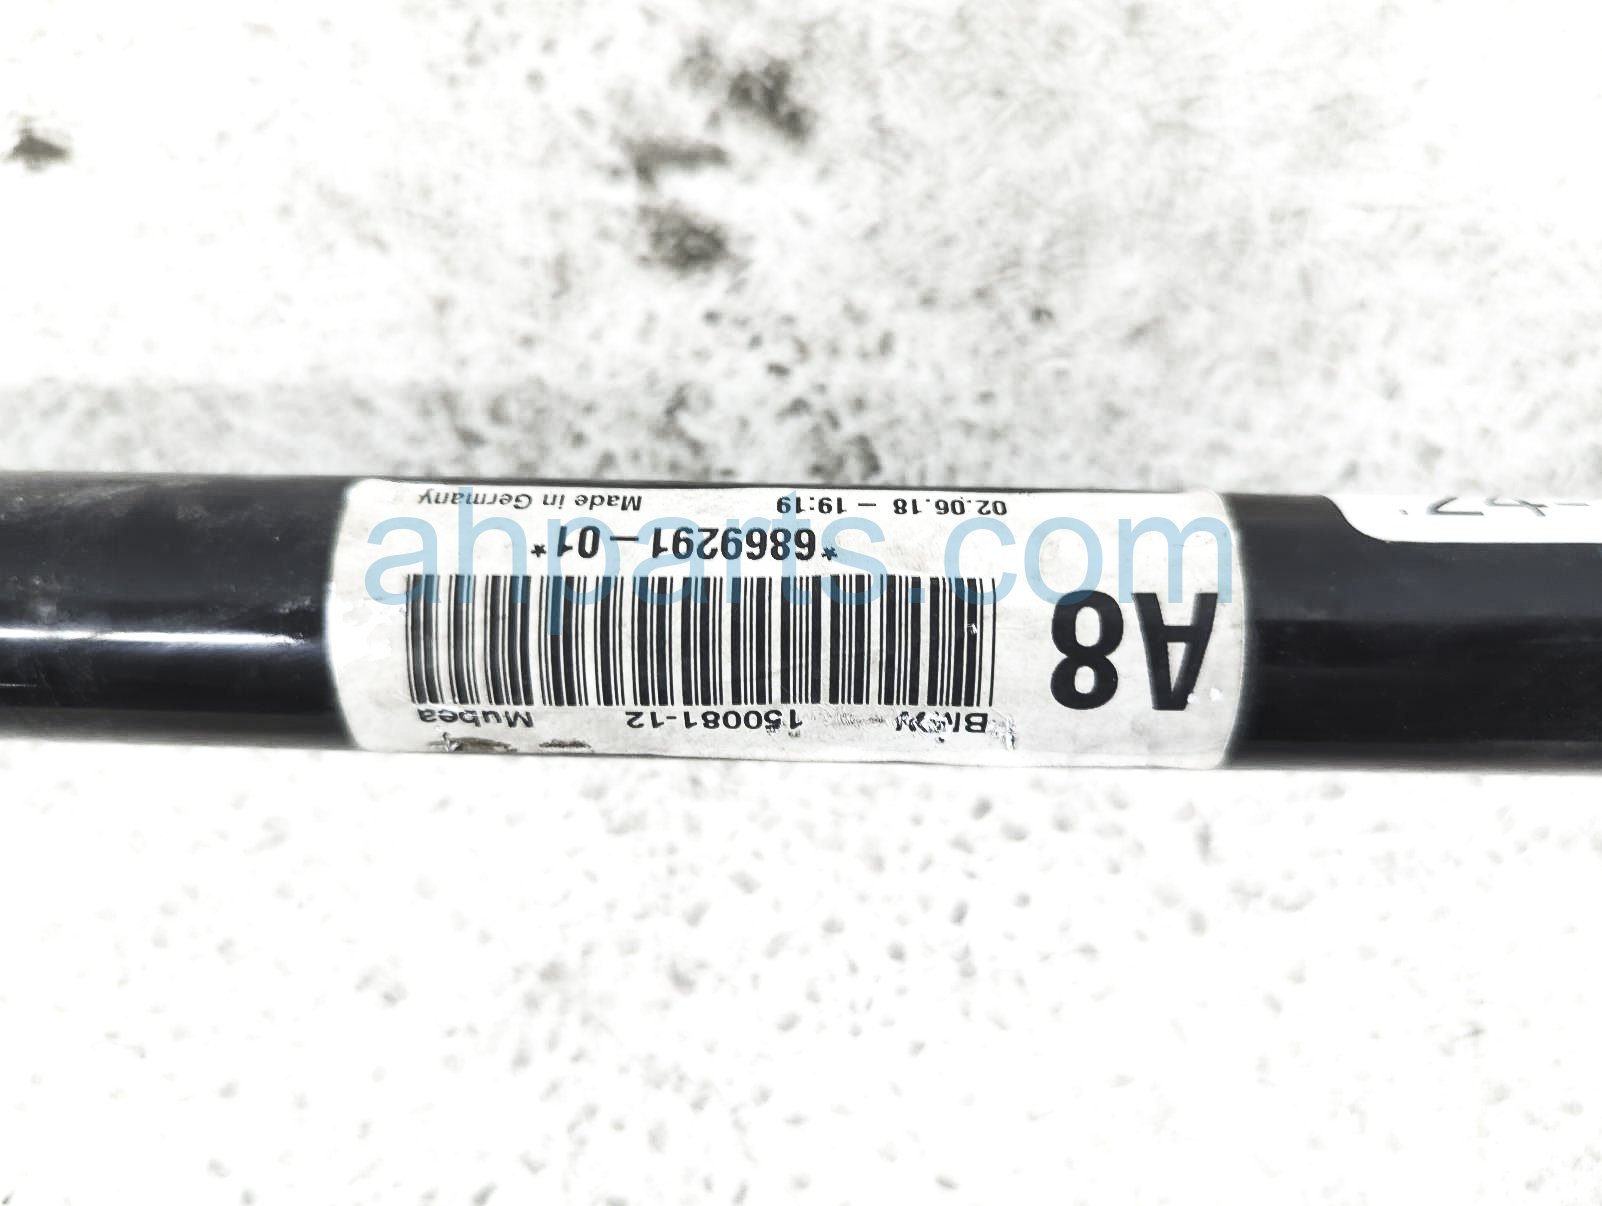 BMW 150081-12 Mubea
A8
*6869291-01*
02.06.18 - 19:19 Made in Germany
ahparts.com